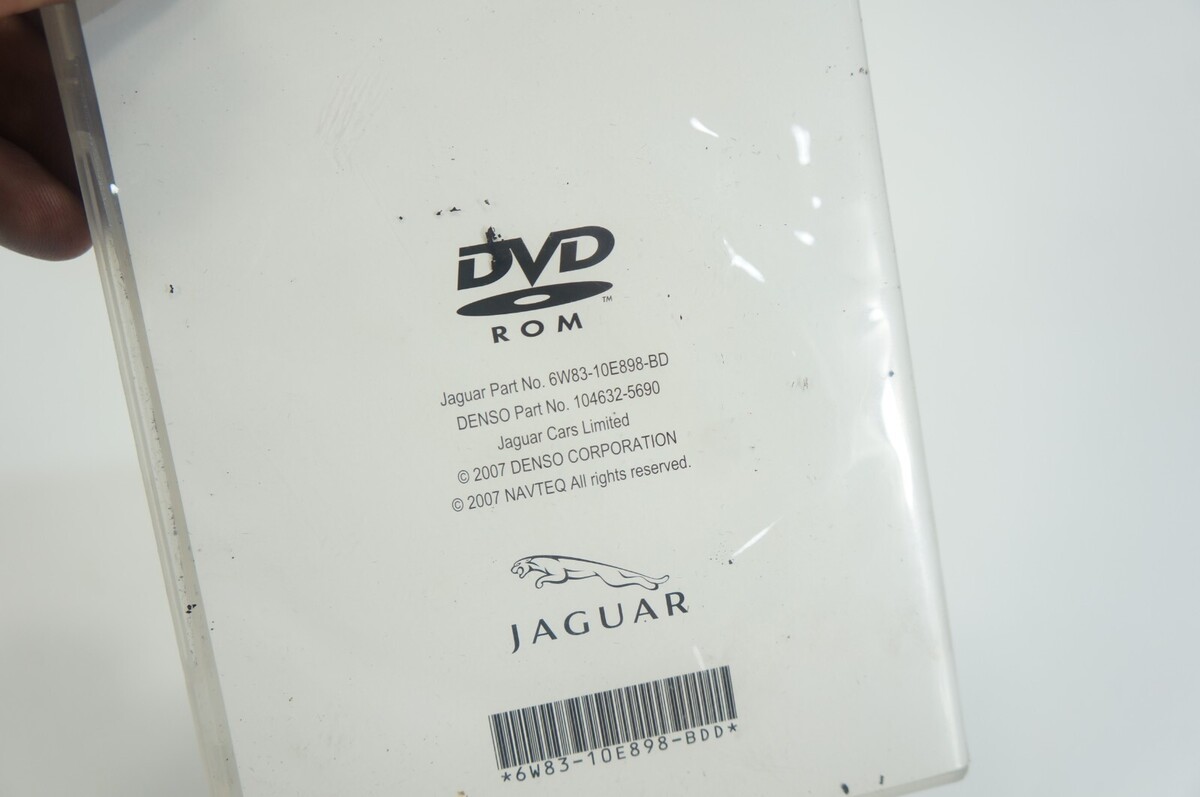 DVD
TM
ROM
Jaguar Part No. 6W83-10E898-BD
DENSO Part No. 104632-5690
Jaguar Cars Limited
© 2007 DENSO CORPORATION
© 2007 NAVTEQ All rights reserved.
JAGUAR
*6W83-10E898-BDD*